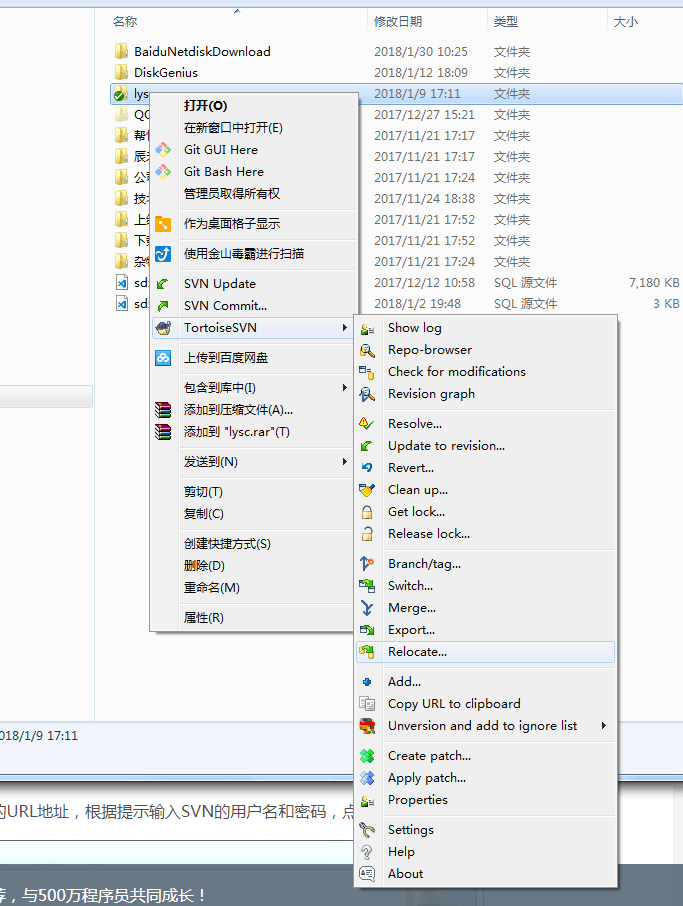 名称 修改日期 类型 大小
BaiduNetdiskDownload 2018/1/30 10:25 文件夹
DiskGenius 2018/1/12 18:09 文件夹
lys 2018/1/9 17:11 文件夹
2017/12/27 15:21 文件夹
2017/11/21 17:17 文件夹
2017/11/21 17:17 文件夹
2017/11/21 17:24 文件夹
2017/11/24 18:38 文件夹
2017/11/21 17:52 文件夹
2017/11/21 17:52 文件夹
杂 2017/11/21 17:24 文件夹
sd 2017/12/12 10:58 SQL 源文件 7,180 KB
sd 2018/1/2 19:48 SQL 源文件 3 KB
打开(O)
在新窗口中打开(E)
Git GUI Here
Git Bash Here
管理员取得所有权
作为桌面格子显示
使用金山毒霸进行扫描
SVN Update
SVN Commit...
TortoiseSVN
上传到百度网盘
包含到库中(I)
添加到压缩文件(A)...
添加到 "lysc.rar"(T)
发送到(N)
剪切(T)
复制(C)
创建快捷方式(S)
删除(D)
重命名(M)
属性(R)
Show log
Repo-browser
Check for modifications
Revision graph
Resolve...
Update to revision...
Revert...
Clean up...
Get lock...
Release lock...
Branch/tag...
Switch...
Merge...
Export...
Relocate...
Add...
Copy URL to clipboard
Unversion and add to ignore list
Create patch...
Apply patch...
Properties
Settings
Help
About
018/1/9 17:11
的URL地址，根据提示输入SVN的用户名和密码，点
，与500万程序员共同成长！